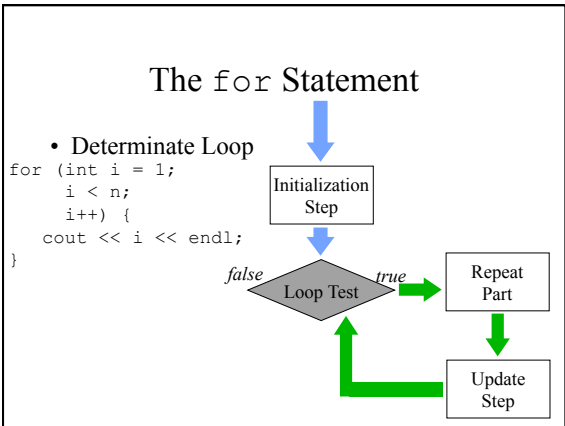 The for Statement
• Determinate Loop
for (int i = 1;
i < n;
i++) {
cout << i << endl;
}
Initialization
Step
false
true
Loop Test
Repeat
Part
Update
Step